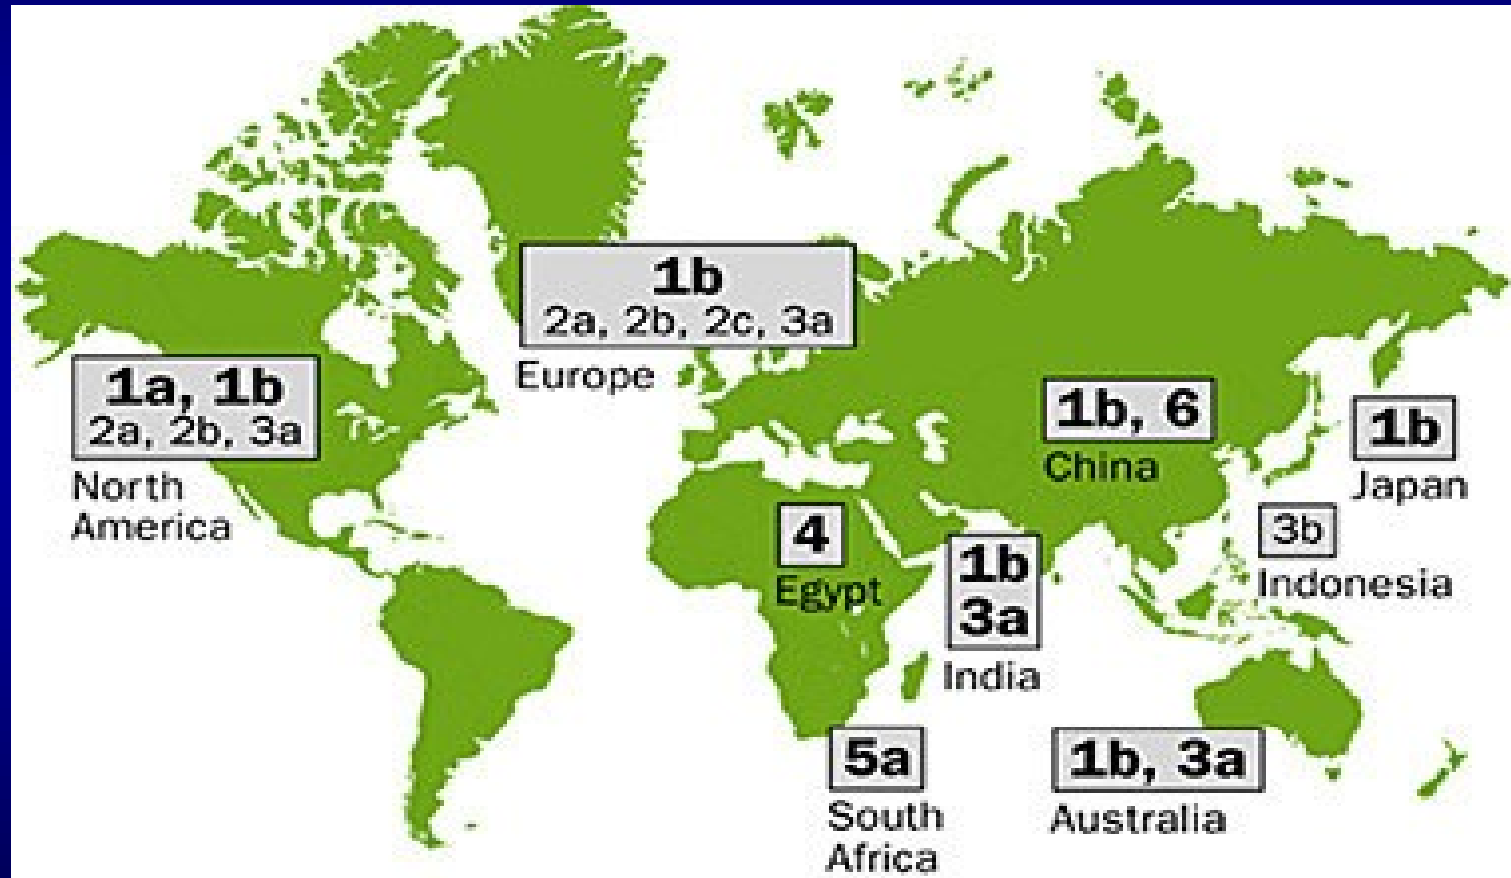 1b
2a, 2b, 2c, 3a
Europe
1a, 1b
2a, 2b, 3a
North
America
1b, 6
China
1b
Japan
4
Egypt
1b
3a
India
3b
Indonesia
5a
South
Africa
1b, 3a
Australia